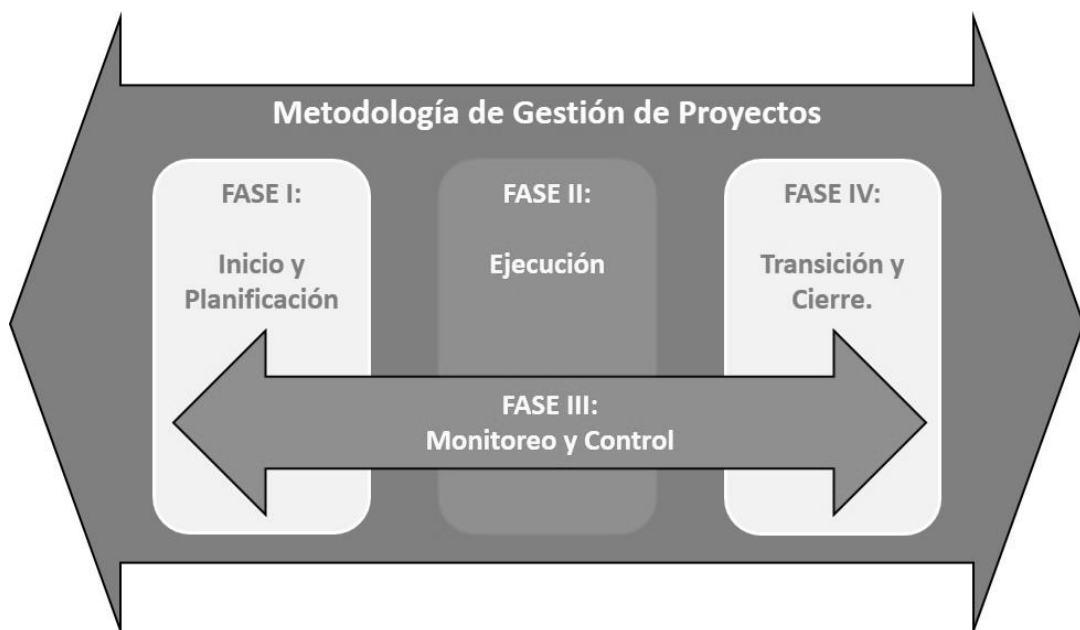 Metodología de Gestión de Proyectos
FASE I:
Inicio y
Planificación
FASE II:
Ejecución
FASE IV:
Transición y
Cierre.
FASE III:
Monitoreo y Control